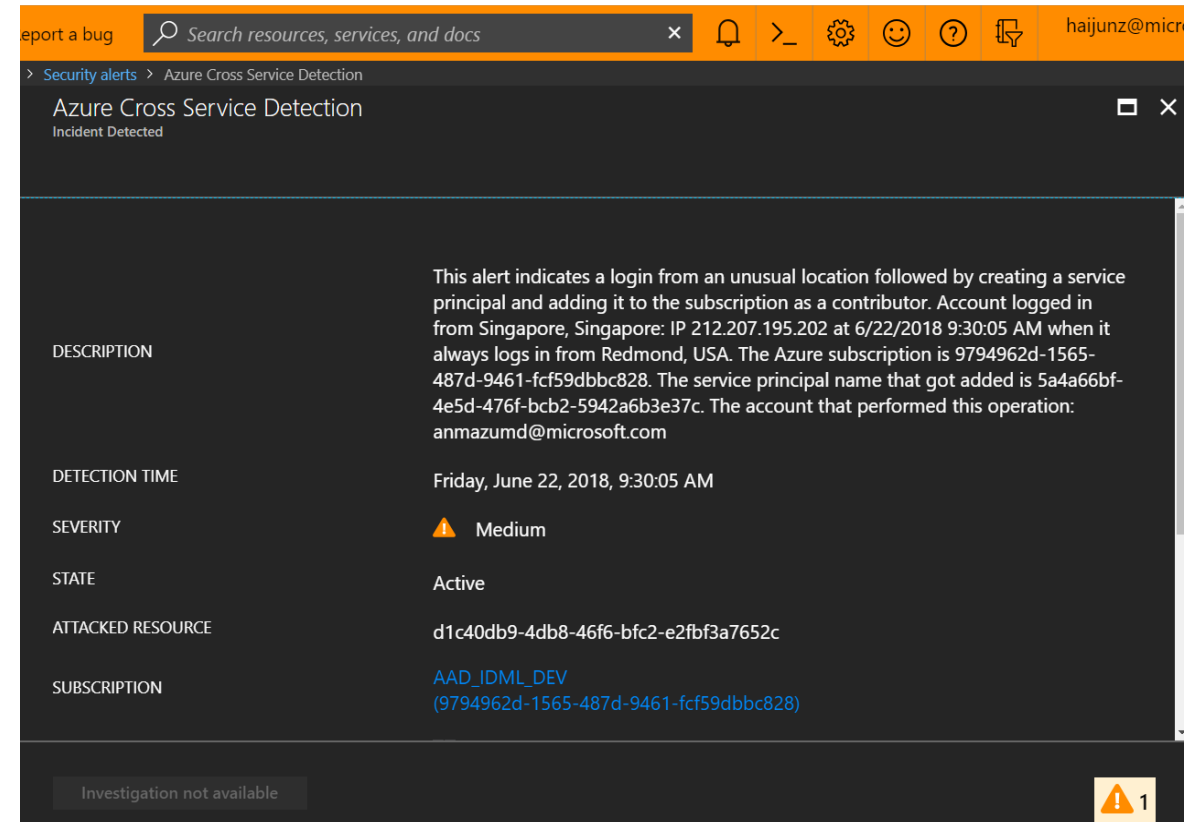 eport a bug
Search resources, services, and docs
haijunz@micr
> Security alerts > Azure Cross Service Detection
Azure Cross Service Detection
Incident Detected
DESCRIPTION
This alert indicates a login from an unusual location followed by creating a service
principal and adding it to the subscription as a contributor. Account logged in
from Singapore, Singapore: IP 212.207.195.202 at 6/22/2018 9:30:05 AM when it
always logs in from Redmond, USA. The Azure subscription is 9794962d-1565-
487d-9461-fcf59dbbc828. The service principal name that got added is 5a4a66bf-
4e5d-476f-bcb2-5942a6b3e37c. The account that performed this operation:
anmazumd@microsoft.com
DETECTION TIME
Friday, June 22, 2018, 9:30:05 AM
SEVERITY
Medium
STATE
Active
ATTACKED RESOURCE
d1c40db9-4db8-46f6-bfc2-e2fbf3a7652c
SUBSCRIPTION
AAD_IDML_DEV
(9794962d-1565-487d-9461-fcf59dbbc828)
Investigation not available
1